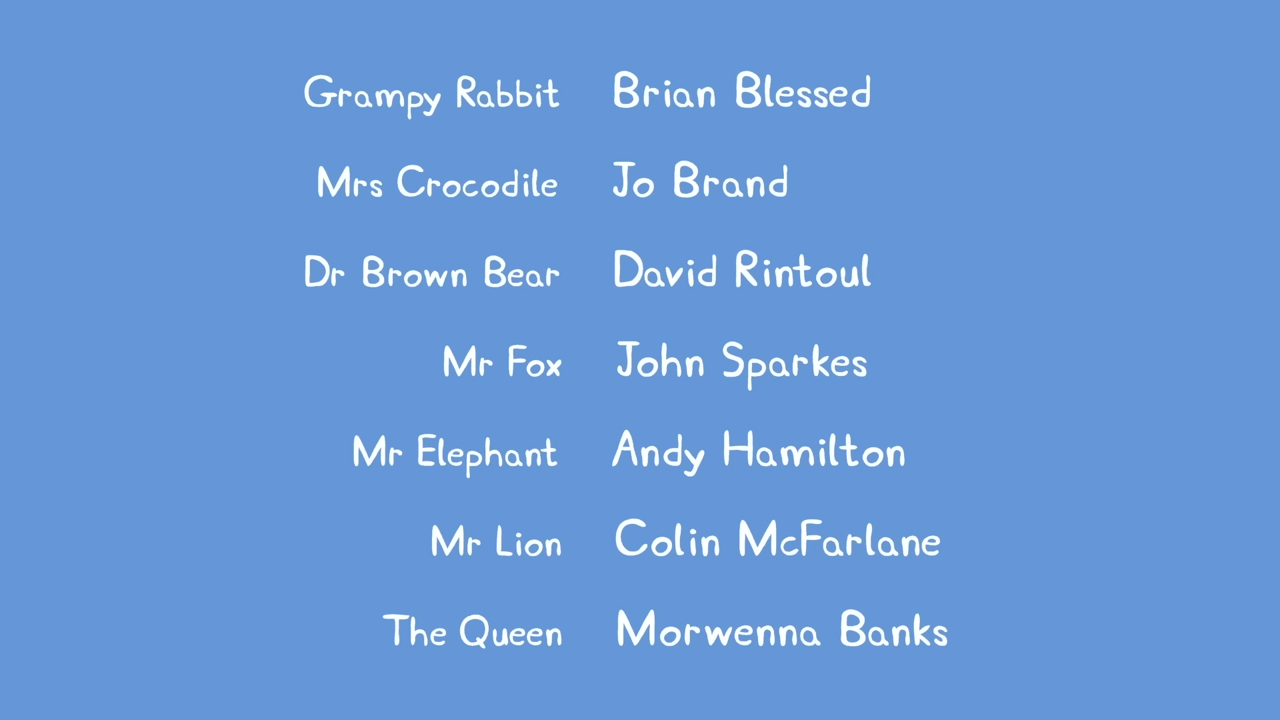 Grampy Rabbit Brian Blessed
Mrs Crocodile Jo Brand
Dr Brown Bear David Rintoul
Mr Fox John Sparkes
Mr Elephant Andy Hamilton
Mr Lion Colin McFarlane
The Queen Morwenna Banks